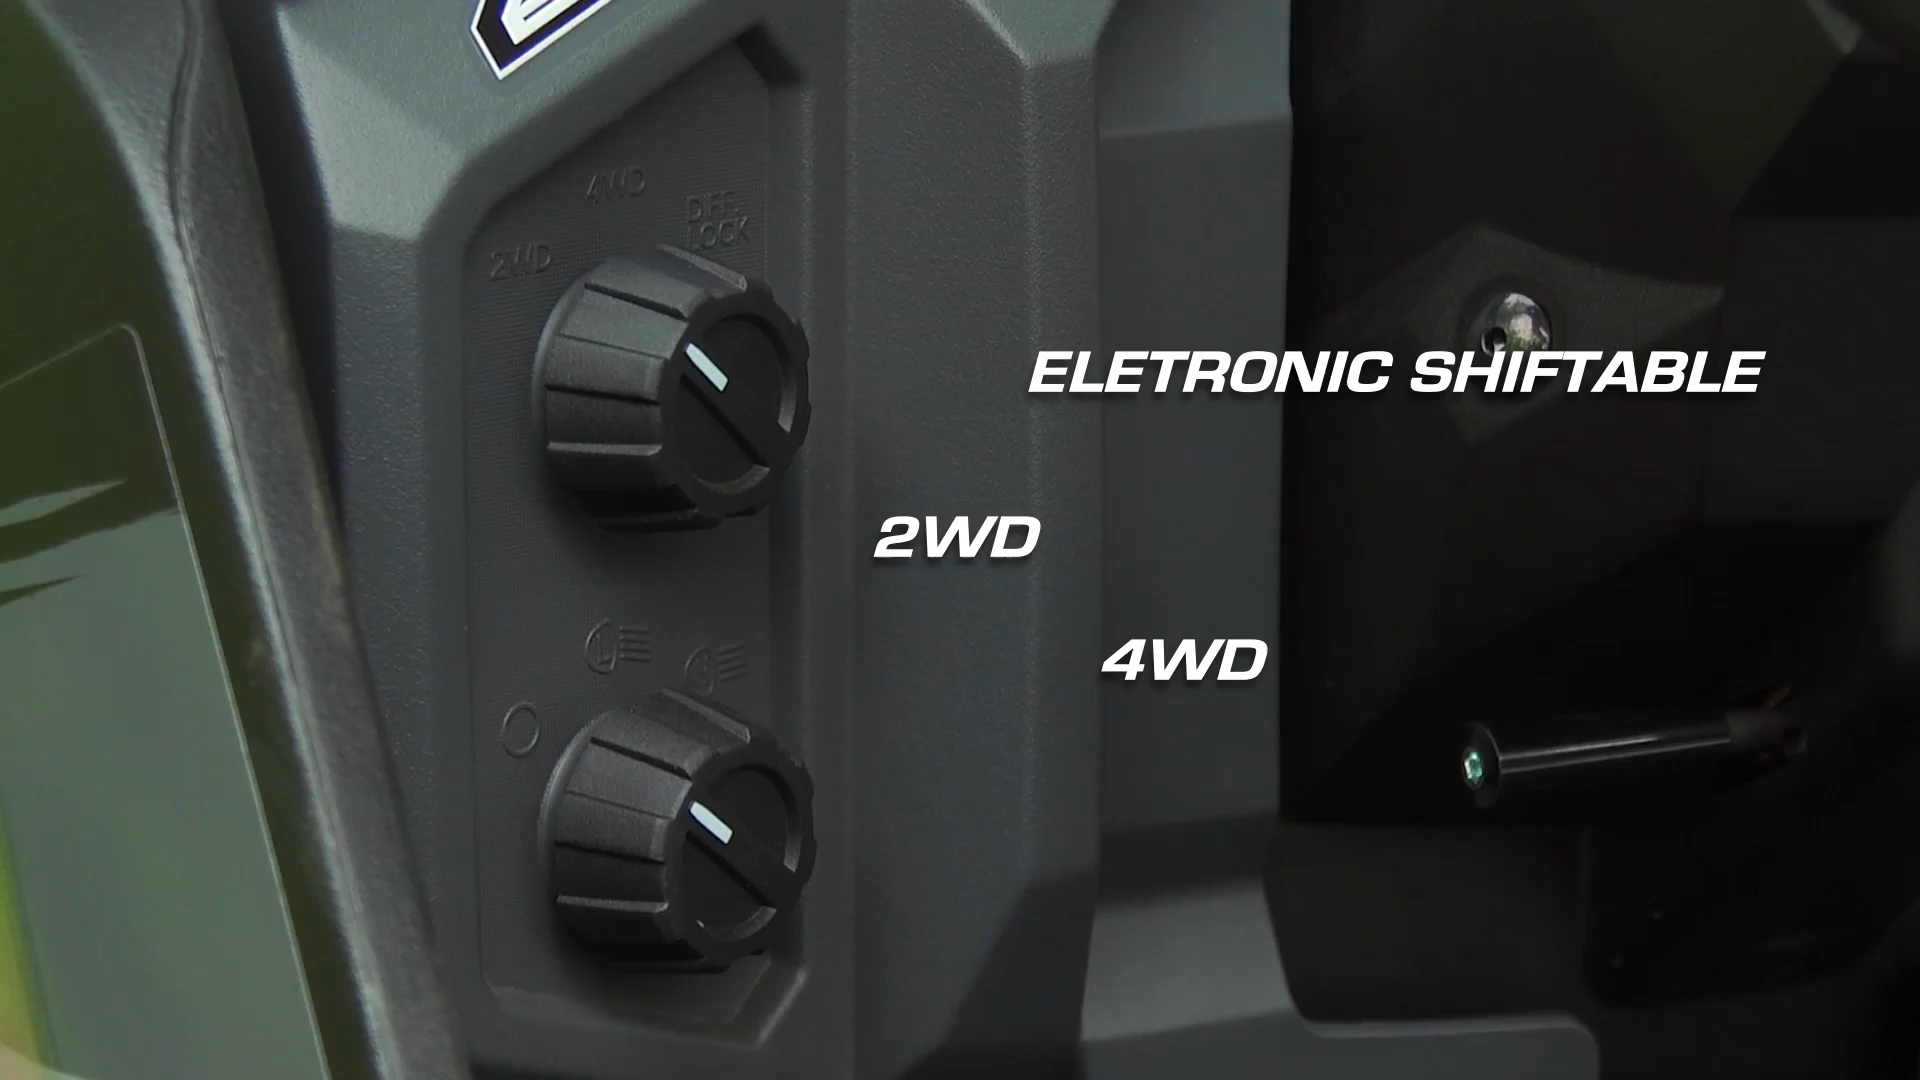 4WD
DIFF.
LOCK
2WD
ELETRONIC SHIFTABLE
2WD
4WD